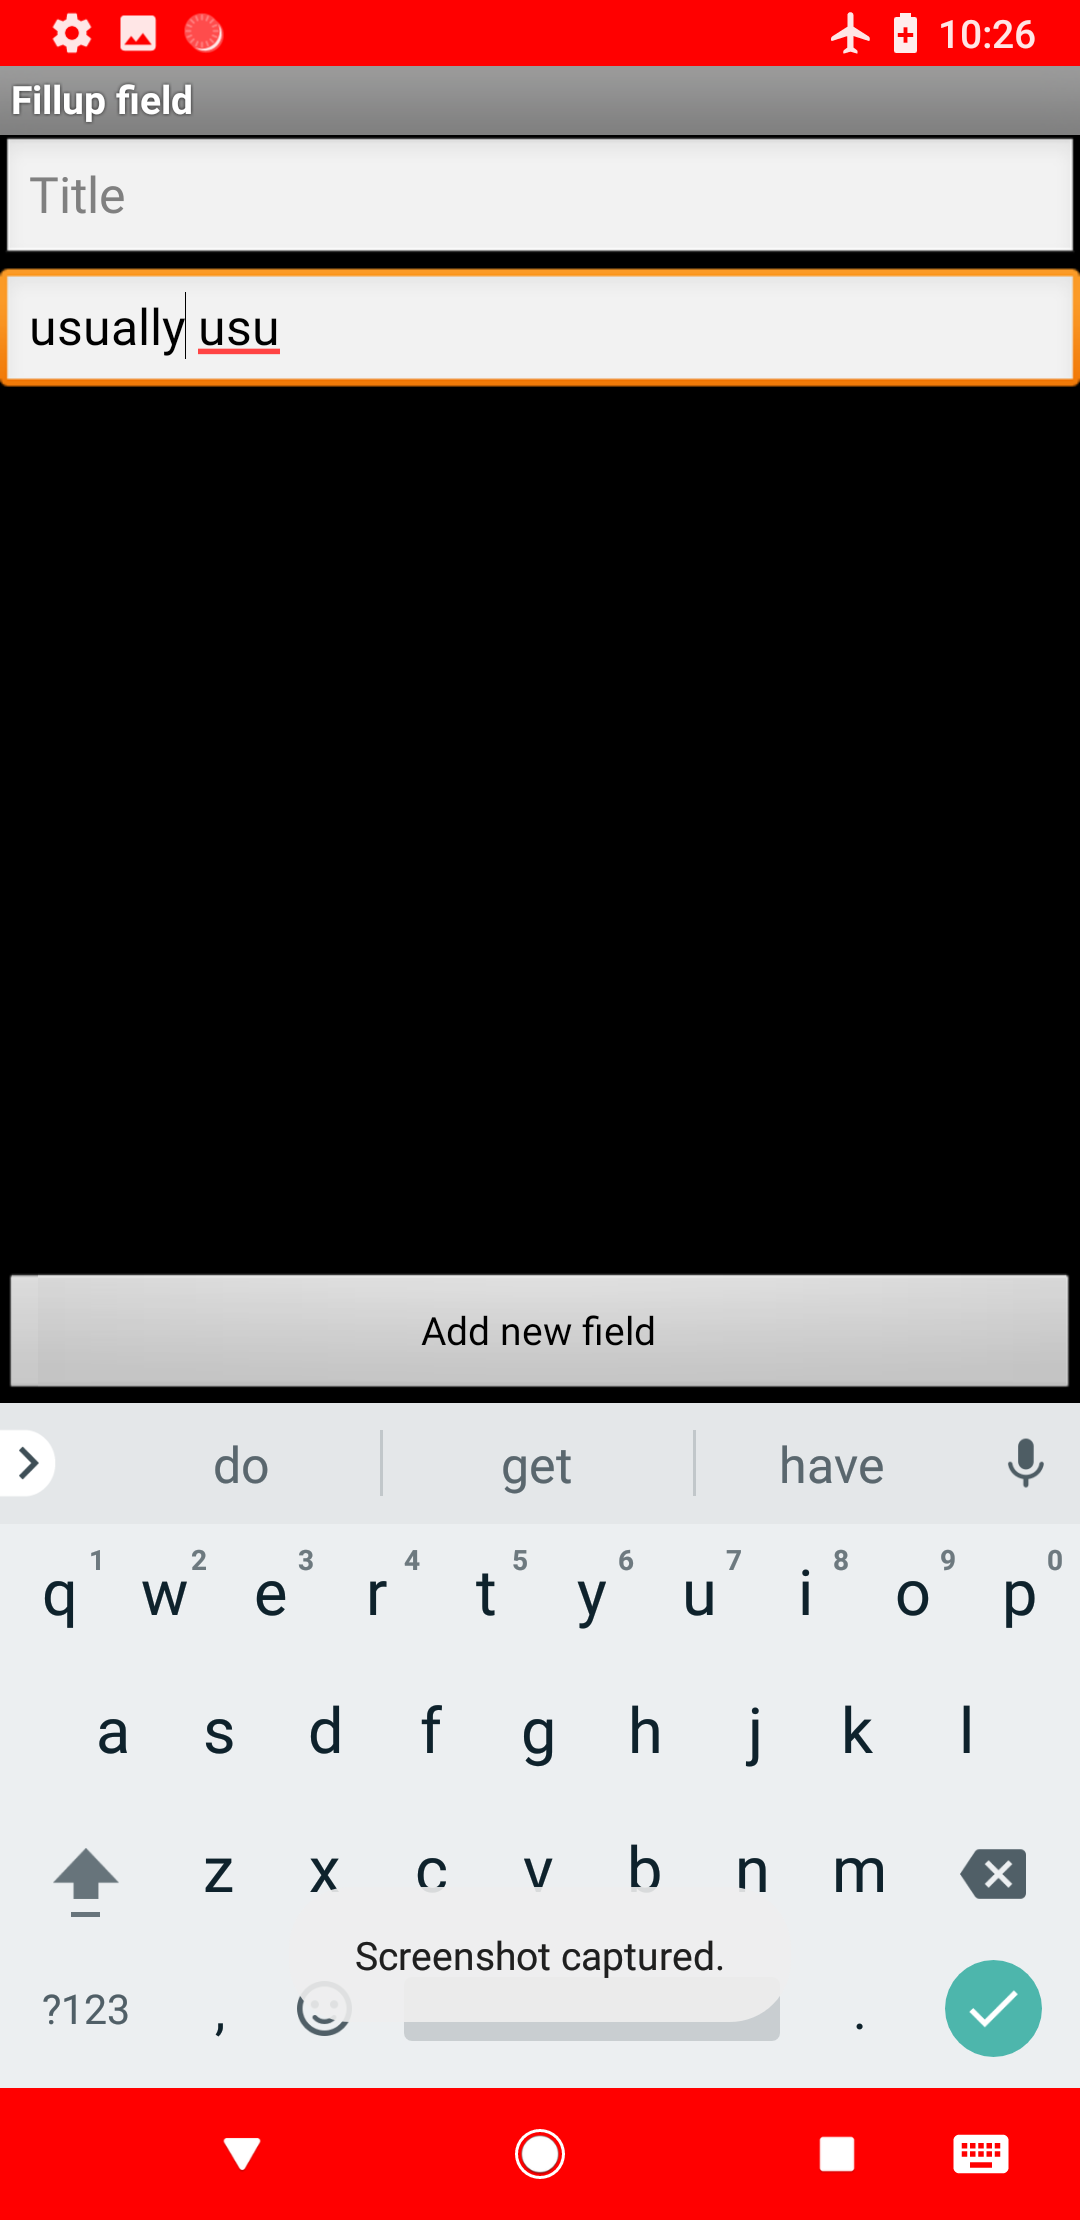 10:26
Fillup field
Title
usually usu
Add new field
do get have
1 2 3 4 5 6 7 8 9 0
q w e r t y u i o p
a s d f g h j k l
z x c v b n m
Screenshot captured.
?123 , .